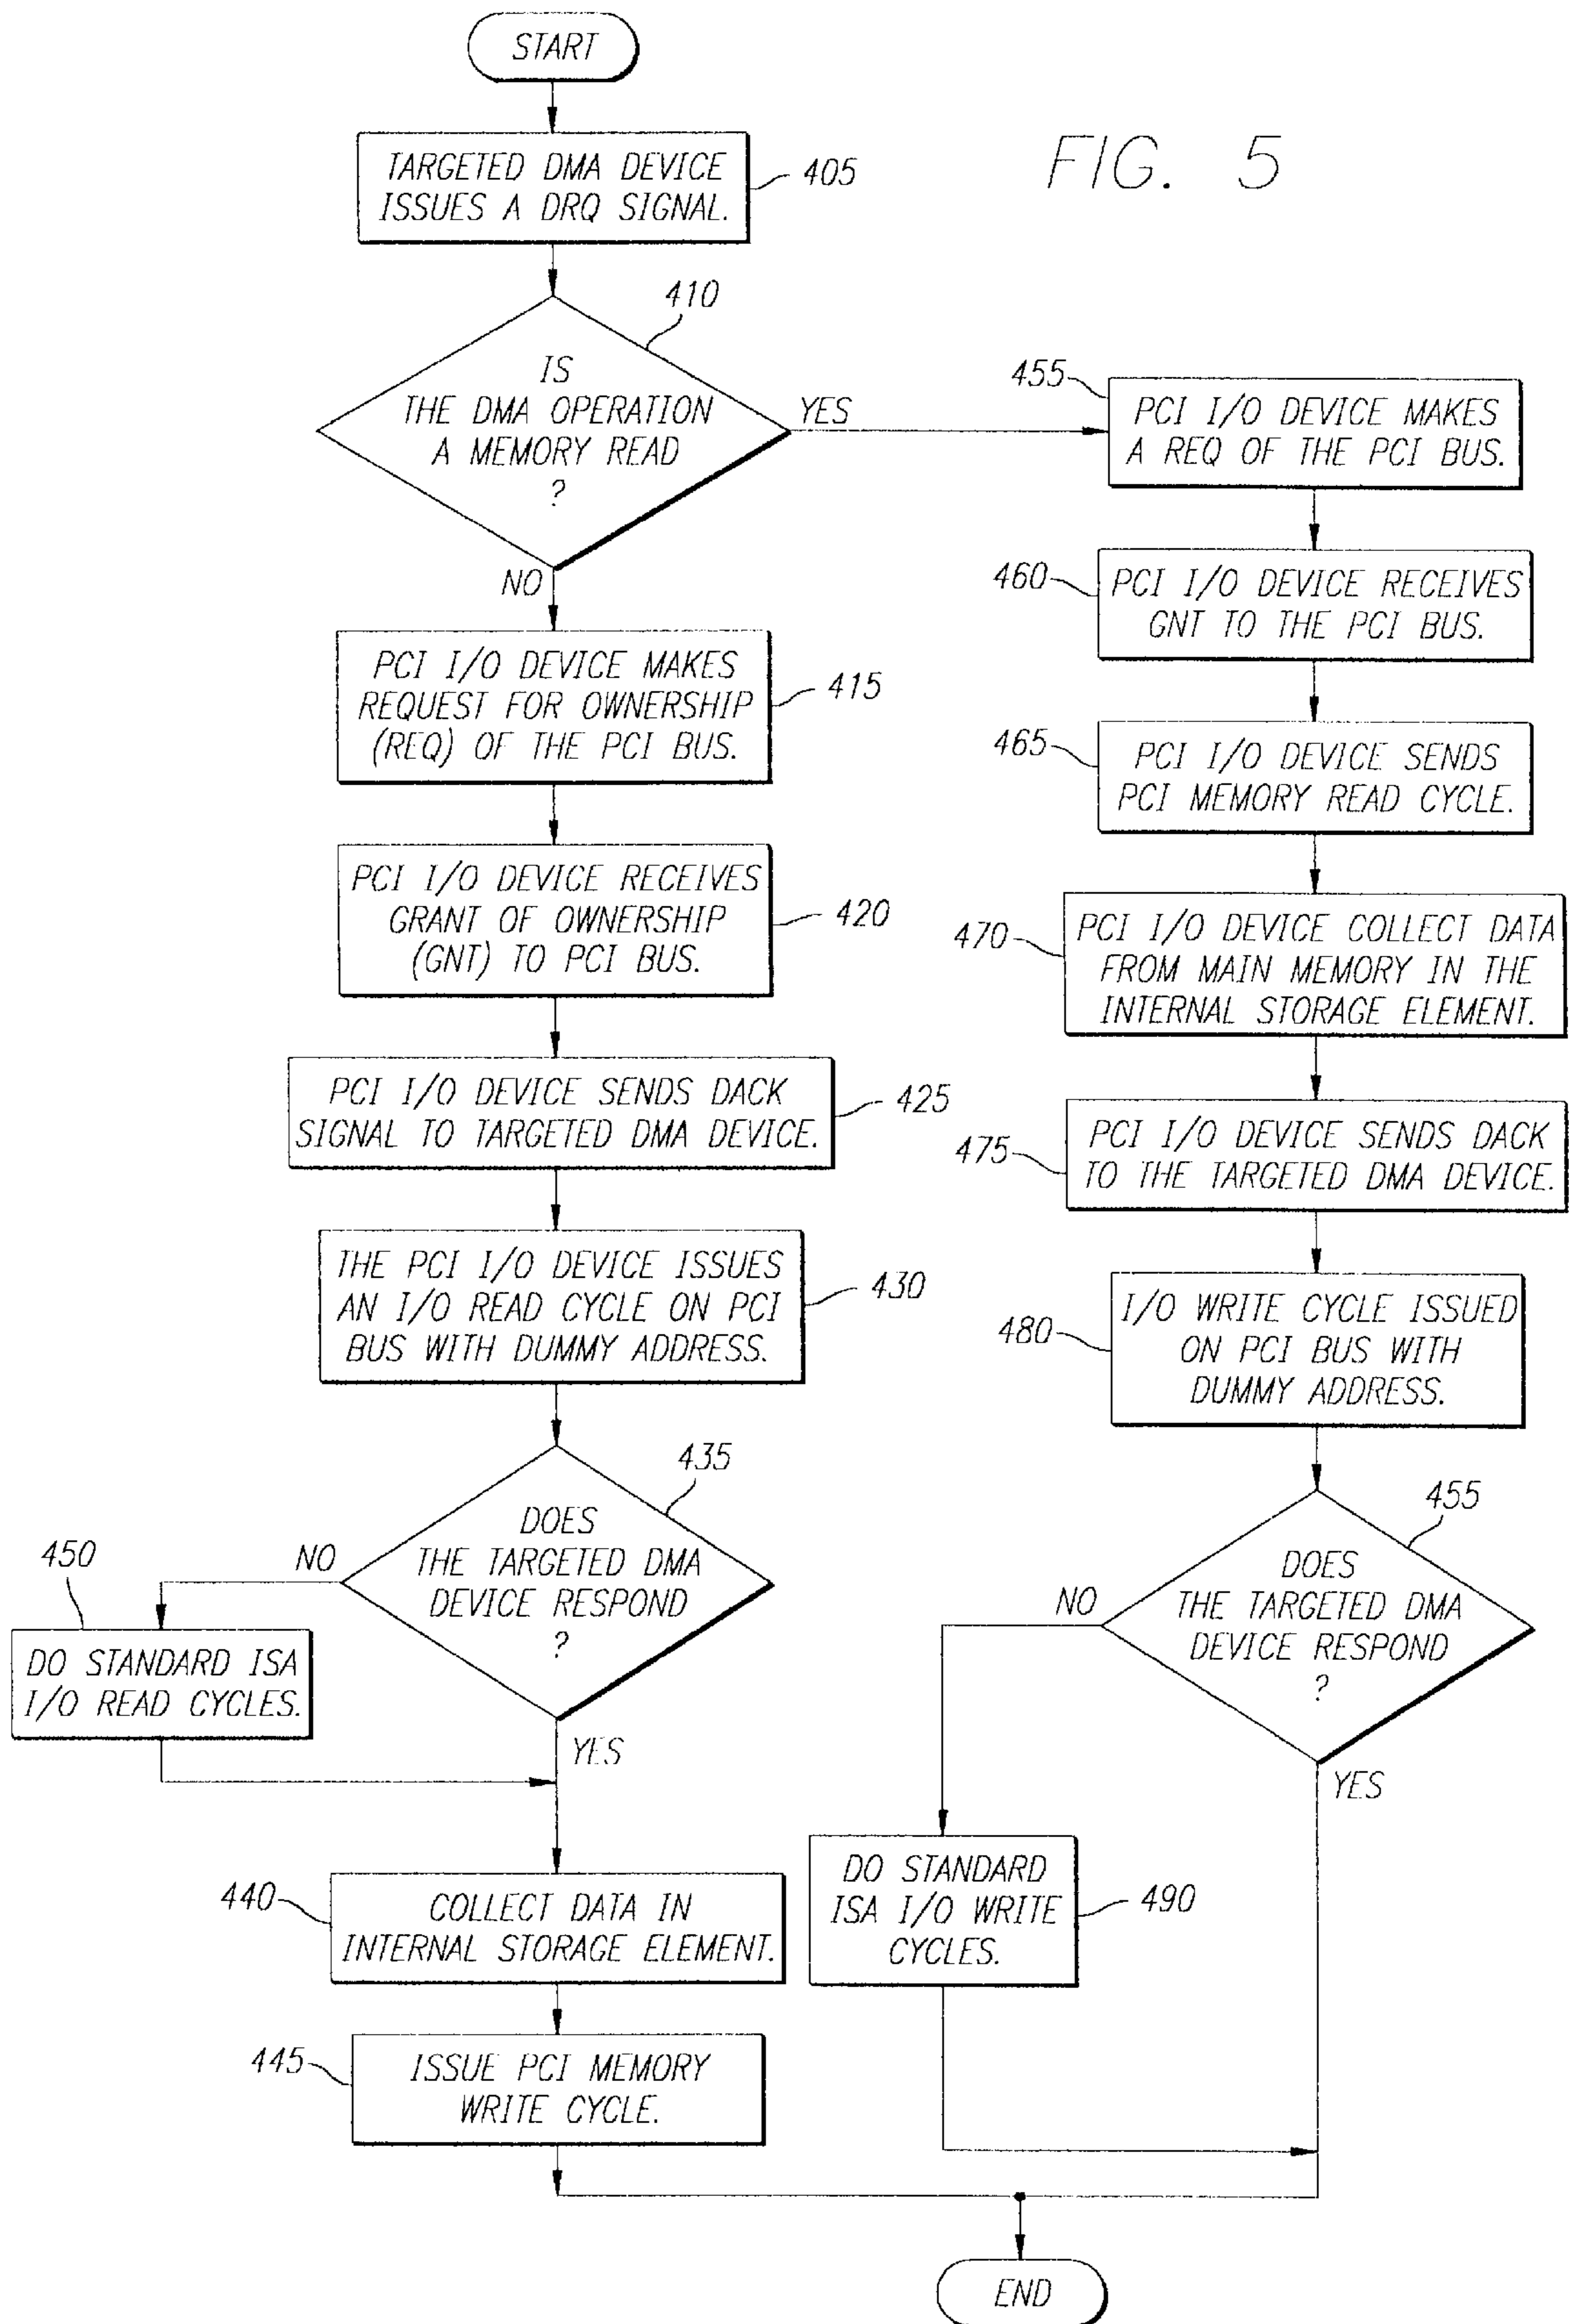 START
FIG. 5
TARGETED DMA DEVICE
ISSUES A DRQ SIGNAL.
405
410
IS
THE DMA OPERATION
A MEMORY READ
?
YES
NO
PCI I/O DEVICE MAKES
REQUEST FOR OWNERSHIP
(REQ) OF THE PCI BUS.
415
PCI I/O DEVICE RECEIVES
GRANT OF OWNERSHIP
(GNT) TO PCI BUS.
420
PCI I/O DEVICE SENDS DACK
SIGNAL TO TARGETED DMA DEVICE.
425
THE PCI I/O DEVICE ISSUES
AN I/O READ CYCLE ON PCI
BUS WITH DUMMY ADDRESS.
430
435
DOES
THE TARGETED DMA
DEVICE RESPOND
?
NO
450
DO STANDARD ISA
I/O READ CYCLES.
YES
440
COLLECT DATA IN
INTERNAL STORAGE ELEMENT.
445
ISSUE PCI MEMORY
WRITE CYCLE.
455
PCI I/O DEVICE MAKES
A REQ OF THE PCI BUS.
460
PCI I/O DEVICE RECEIVES
GNT TO THE PCI BUS.
465
PCI I/O DEVICE SENDS
PCI MEMORY READ CYCLE.
470
PCI I/O DEVICE COLLECT DATA
FROM MAIN MEMORY IN THE
INTERNAL STORAGE ELEMENT.
475
PCI I/O DEVICE SENDS DACK
TO THE TARGETED DMA DEVICE.
480
I/O WRITE CYCLE ISSUED
ON PCI BUS WITH
DUMMY ADDRESS.
455
DOES
THE TARGETED DMA
DEVICE RESPOND
?
NO
YES
DO STANDARD
ISA I/O WRITE
CYCLES.
490
END